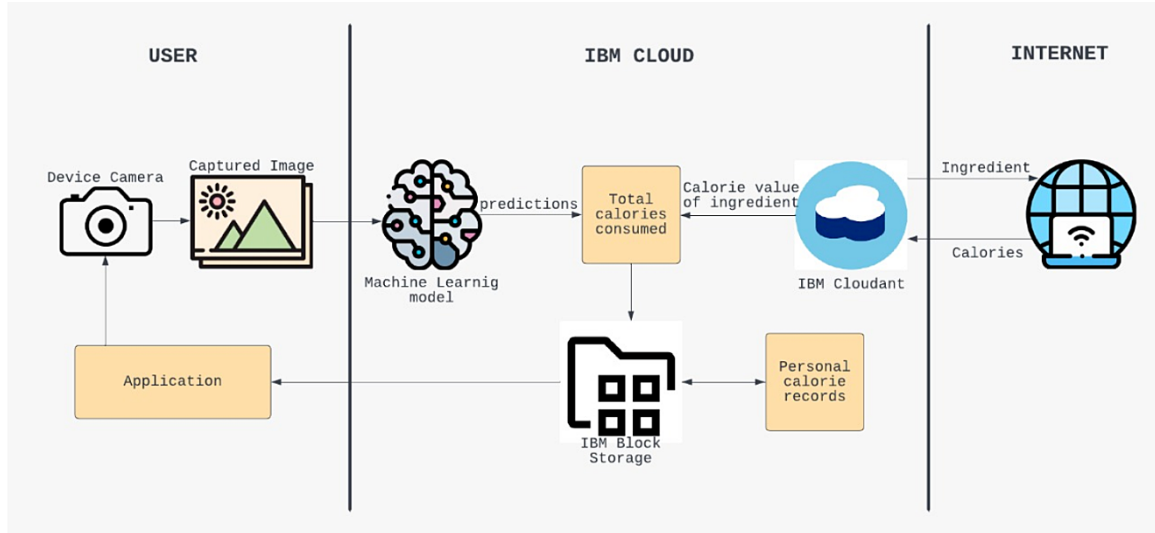 USER
IBM CLOUD
INTERNET
Device Camera
Captured Image
Machine Learnig
model
predictions
Total
calories
consumed
Calorie value
of ingredient
IBM Cloudant
Ingredient
Calories
Application
IBM Block
Storage
Personal
calorie
records